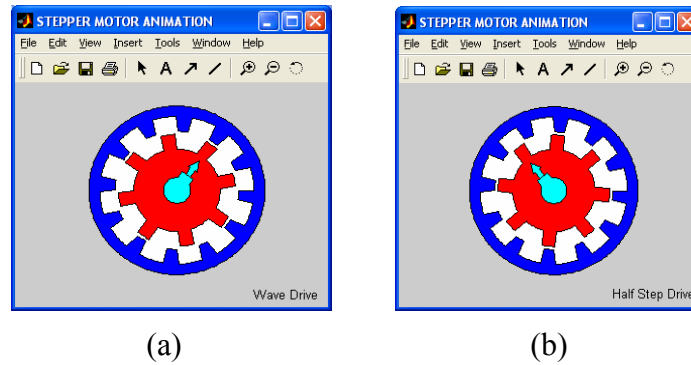 STEPPER MOTOR ANIMATION
File Edit View Insert Tools Window Help
A
Wave Drive
(a)
STEPPER MOTOR ANIMATION
File Edit View Insert Tools Window Help
A
Half Step Drive
(b)